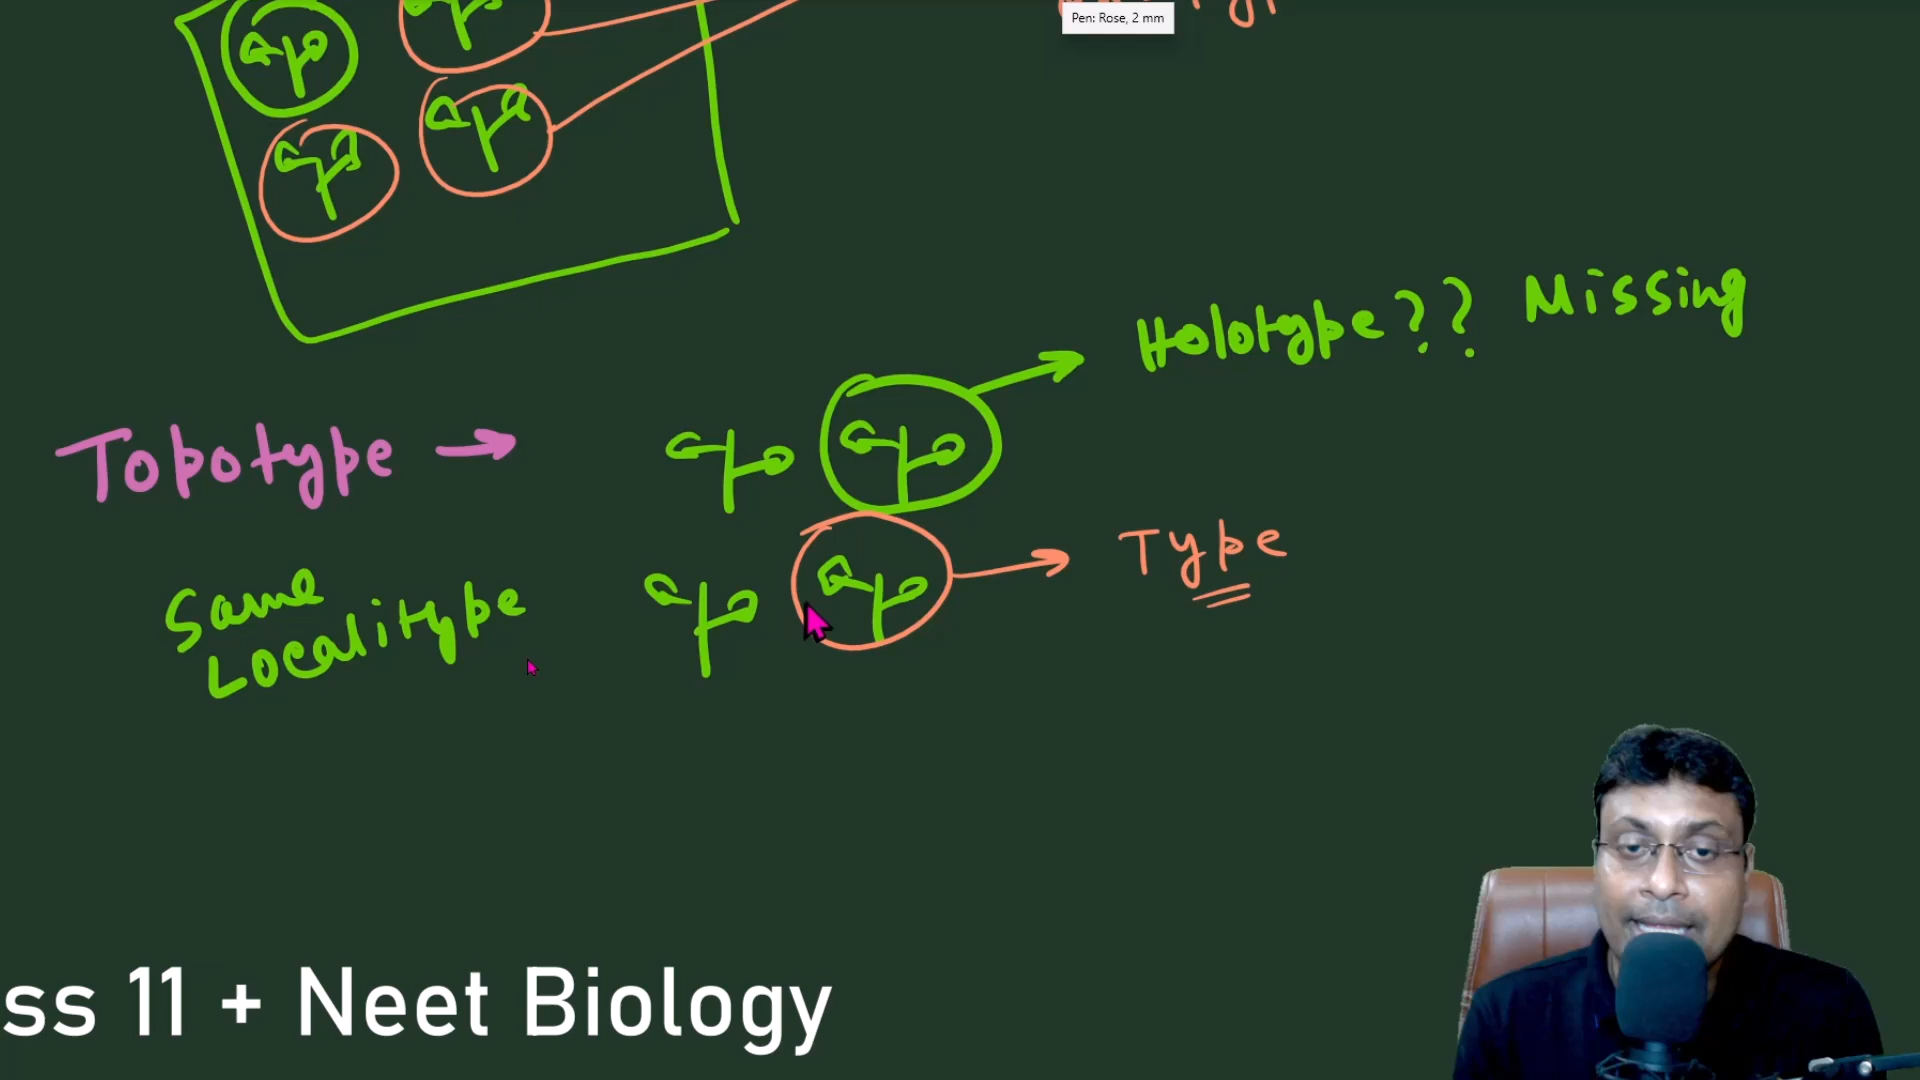 Pen: Rose, 2 mm
Holotype?? Missing
Topotype →
Type
Same
Localitype
ss 11 + Neet Biology